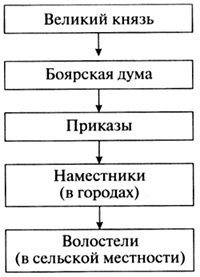 Великий князь
Боярская дума
Приказы
Наместники
(в городах)
Волостели
(в сельской местности)